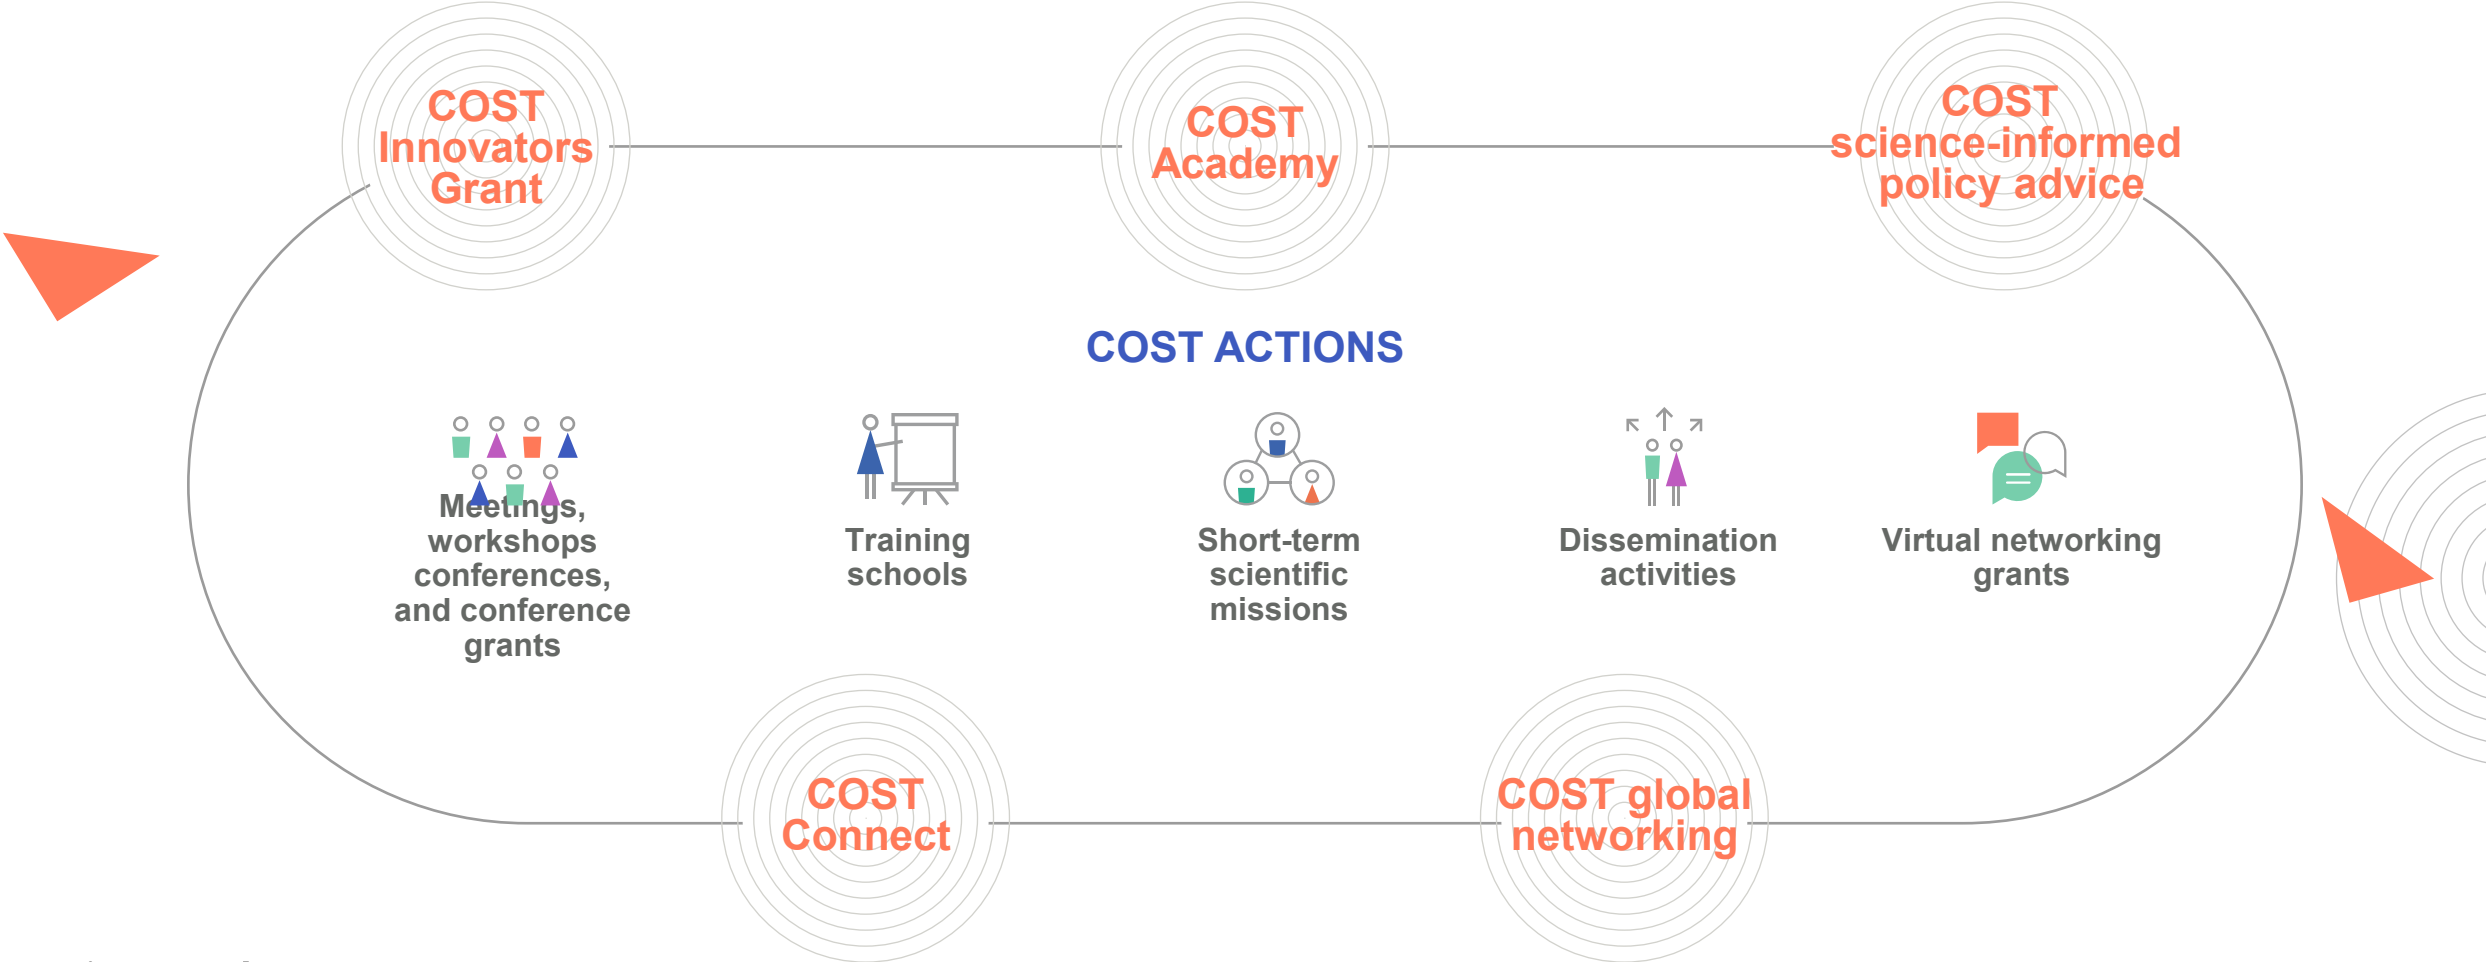 COST
Innovators
Grant
COST
Academy
COST
science-informed
policy advice
COST ACTIONS
Meetings,
workshops
conferences,
and conference
grants
Training
schools
Short-term
scientific
missions
Dissemination
activities
Virtual networking
grants
COST
Connect
COST global
networking